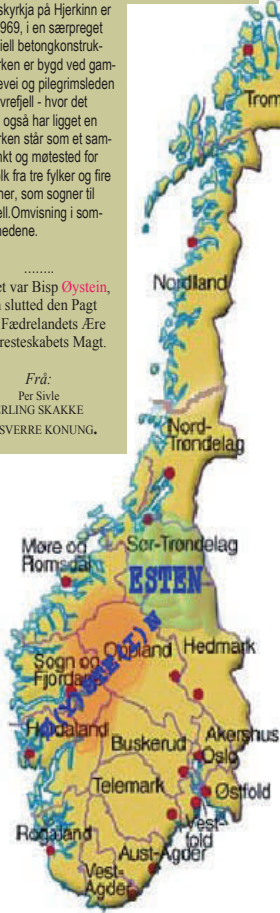 skyrkja på Hjerkinn er
1969, i en særpreget
iell betongkonstruk-
rken er bygd ved gam-
evei og pilegrimsleden
vrefjell - hvor det
også har ligget en
rken står som et sam-
nkt og møtested for
olk fra tre fylker og fire
ner, som sogner til
ell.Omvisning i som-
nedene.
........
et var Bisp Øystein,
n slutted den Pagt
Fædrelandets Ære
resteskabets Magt.
Frå:
Per Sivle
ERLING SKAKKE
SVERRE KONUNG.
Trom
Nordland
Nord-
Trøndelag
Møre og
Romsdal
Sør-Trøndelag
ESTEN
Oppland
Hedmark
Sogn og
Fjordane
Hordaland
Buskerud
Akershus
Oslo
Østfold
Telemark
Vest-
fold
Rogaland
Aust-Agder
Vest-
Agder